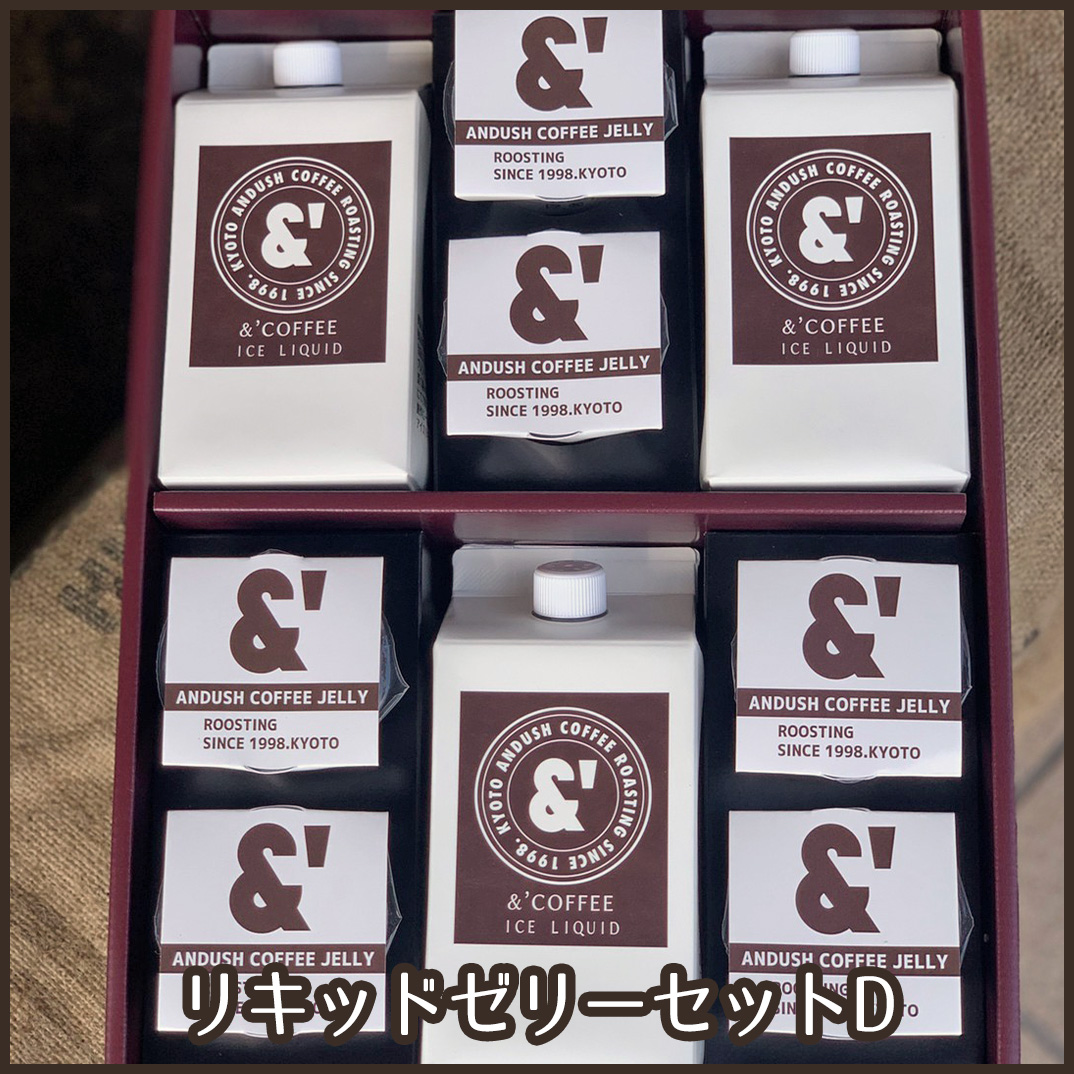 &'
ANDUSH COFFEE JELLY
ROOSTING
SINCE 1998.KYOTO
KYOTO ANDUSH COFFEE ROASTING SINCE 1998.
&'
&'COFFEE
ICE LIQUID
&'
ANDUSH COFFEE JELLY
ROOSTING
SINCE 1998.KYOTO
KYOTO ANDUSH COFFEE ROASTING SINCE 1998.
&'
&'COFFEE
ICE LIQUID
&'
ANDUSH COFFEE JELLY
ROOSTING
SINCE 1998.KYOTO
KYOTO ANDUSH COFFEE ROASTING SINCE 1998.
&'
&'COFFEE
ICE LIQUID
&'
ANDUSH COFFEE JELLY
ROOSTING
SINCE 1998.KYOTO
&'
ANDUSH COFFEE JELLY
&'
ANDUSH COFFEE JELLY
リキッドゼリーセットD